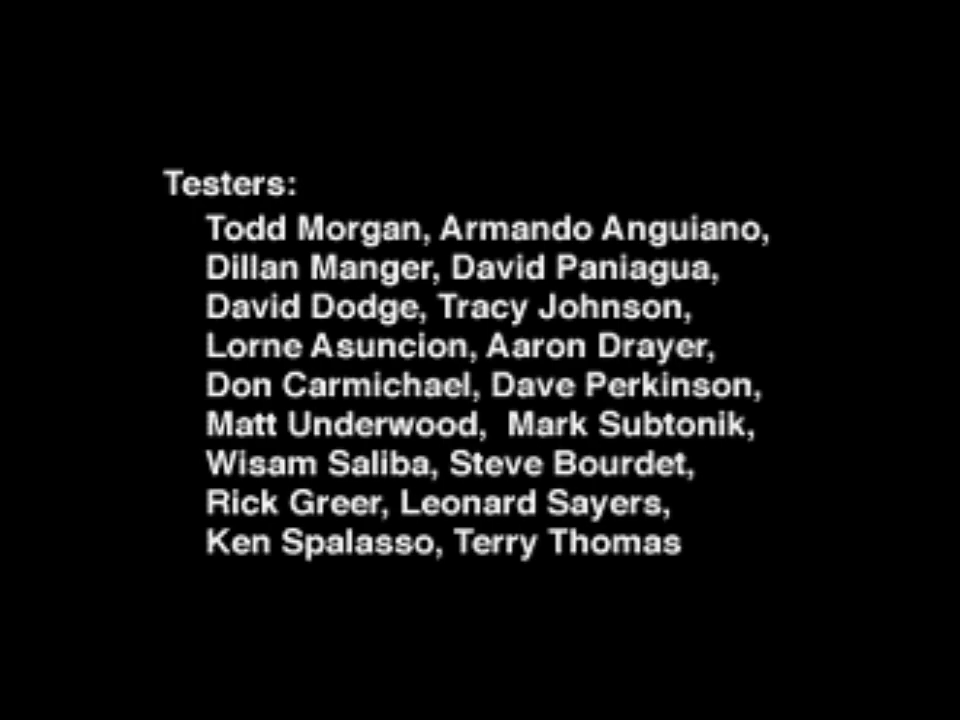 Testers:
Todd Morgan, Armando Anguiano,
Dillan Manger, David Paniagua,
David Dodge, Tracy Johnson,
Lorne Asuncion, Aaron Drayer,
Don Carmichael, Dave Perkinson,
Matt Underwood,  Mark Subtonik,
Wisam Saliba, Steve Bourdet,
Rick Greer, Leonard Sayers,
Ken Spalasso, Terry Thomas